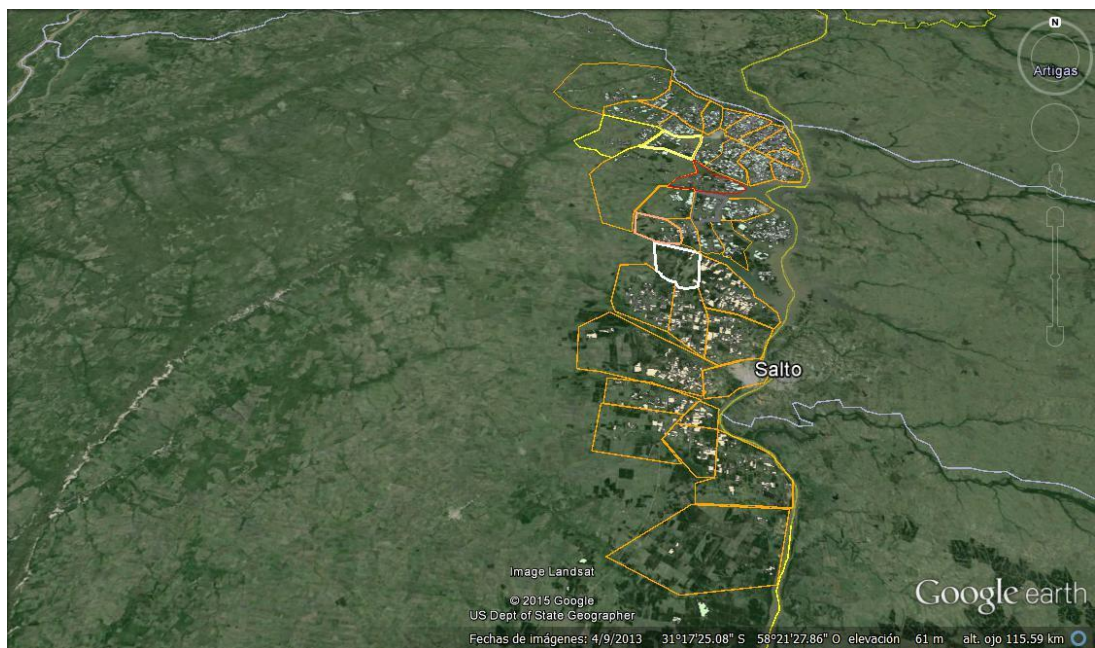 N
Artigas
Salto
Image Landsat
© 2015 Google
US Dept of State Geographer
Google earth
Fechas de imágenes: 4/9/2013 31°17'25.08" S 58°21'27.86" O elevación 61 m alt. ojo 115.59 km